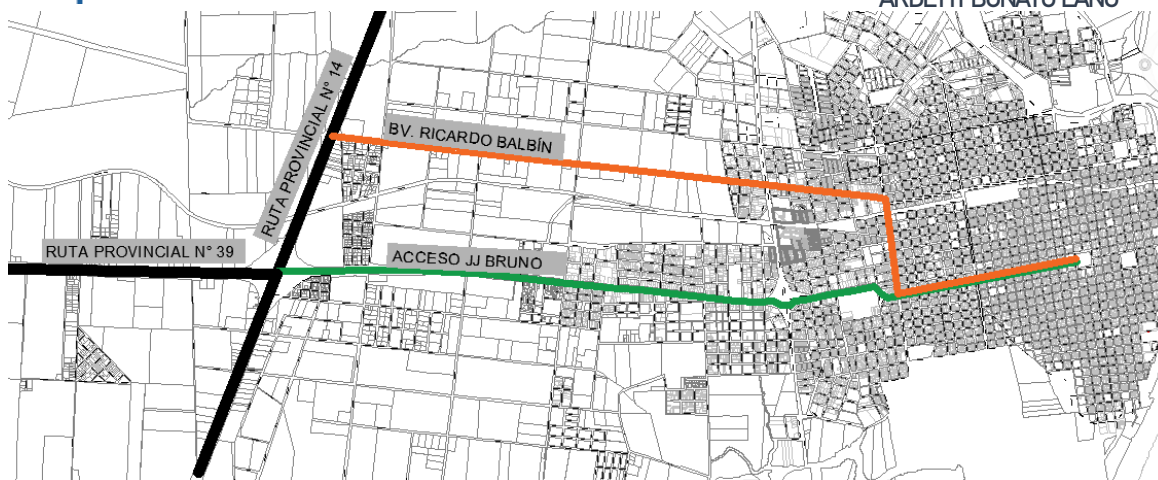 RUTA PROVINCIAL N° 14
BV. RICARDO BALBÍN
RUTA PROVINCIAL N° 39
ACCESO JJ BRUNO